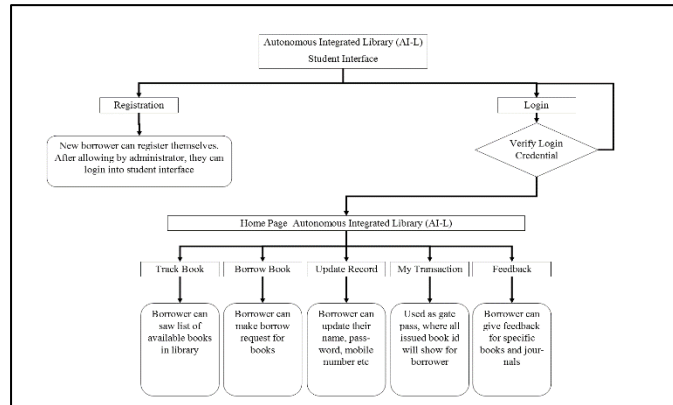 Autonomous Integrated Library (AI-L)
Student Interface
Registration
Login
New borrower can register themselves.
After allowing by administrator, they can
login into student interface
Verify Login
Credential
Home Page Autonomous Integrated Library (AI-L)
Track Book
Borrow Book
Update Record
My Transaction
Feedback
Borrower can
saw list of
available books
in library
Borrower can
make borrow
request for
books
Borrower can
update their
name, pass-
word, mobile
number etc
Used as gate
pass, where all
issued book id
will show for
borrower
Borrower can
give feedback
for specific
books and jour-
nals